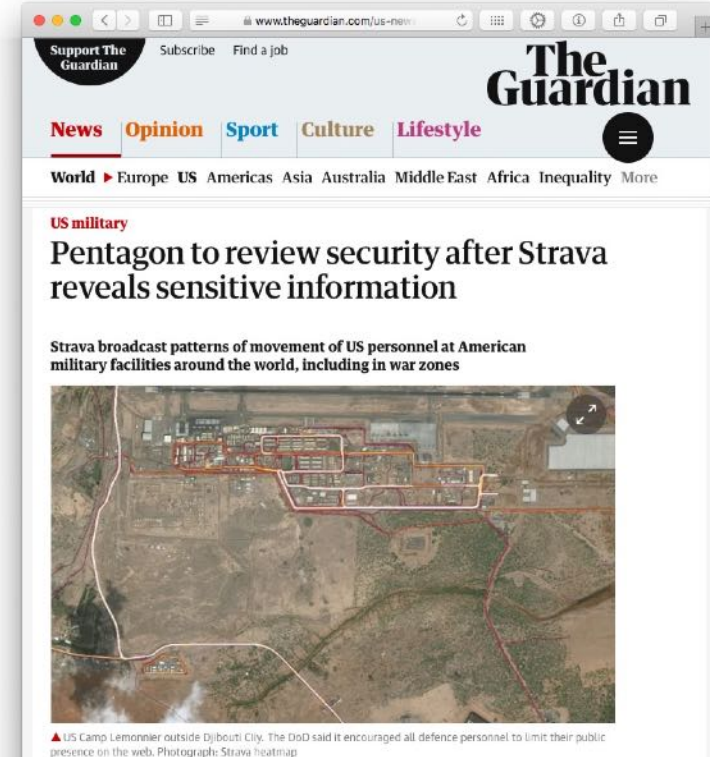 www.theguardian.com/us-new
Support The
Guardian
Subscribe Find a job
The
Guardian
News Opinion Sport Culture Lifestyle
World ▶ Europe US Americas Asia Australia Middle East Africa Inequality More
US military
Pentagon to review security after Strava
reveals sensitive information
Strava broadcast patterns of movement of US personnel at American
military facilities around the world, including in war zones
▲ US Camp Lemonnier outside Djibouti City. The DoD said it encouraged all defence personnel to limit their public
presence on the web. Photograph: Strava heatmap